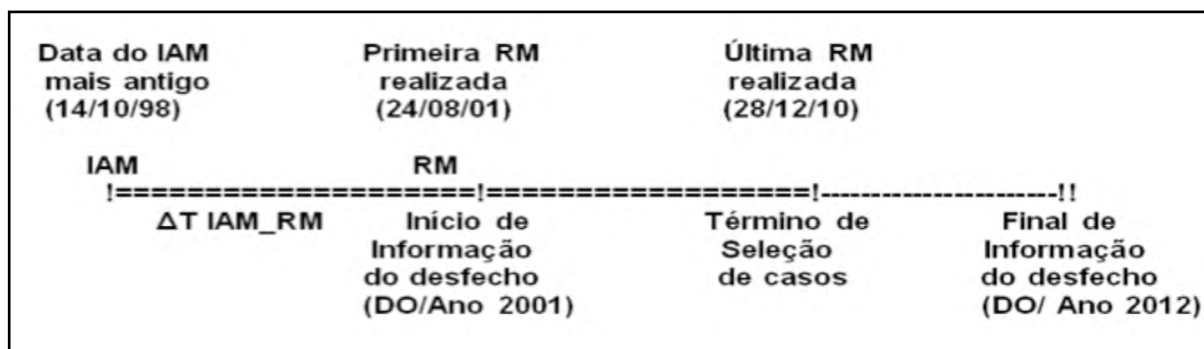 Data do IAM Primeira RM Última RM
mais antigo realizada realizada
(14/10/98) (24/08/01) (28/12/10)
IAM RM
!====================!==================!------------------------!!
ΔT IAM_RM Início de Término de Final de
Informação Seleção Informação
do desfecho de casos do desfecho
(DO/Ano 2001) (DO/ Ano 2012)